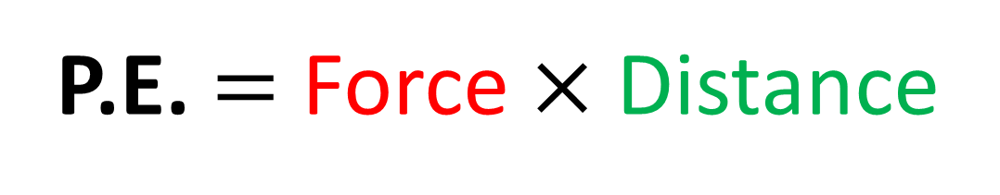 P.E. = Force × Distance